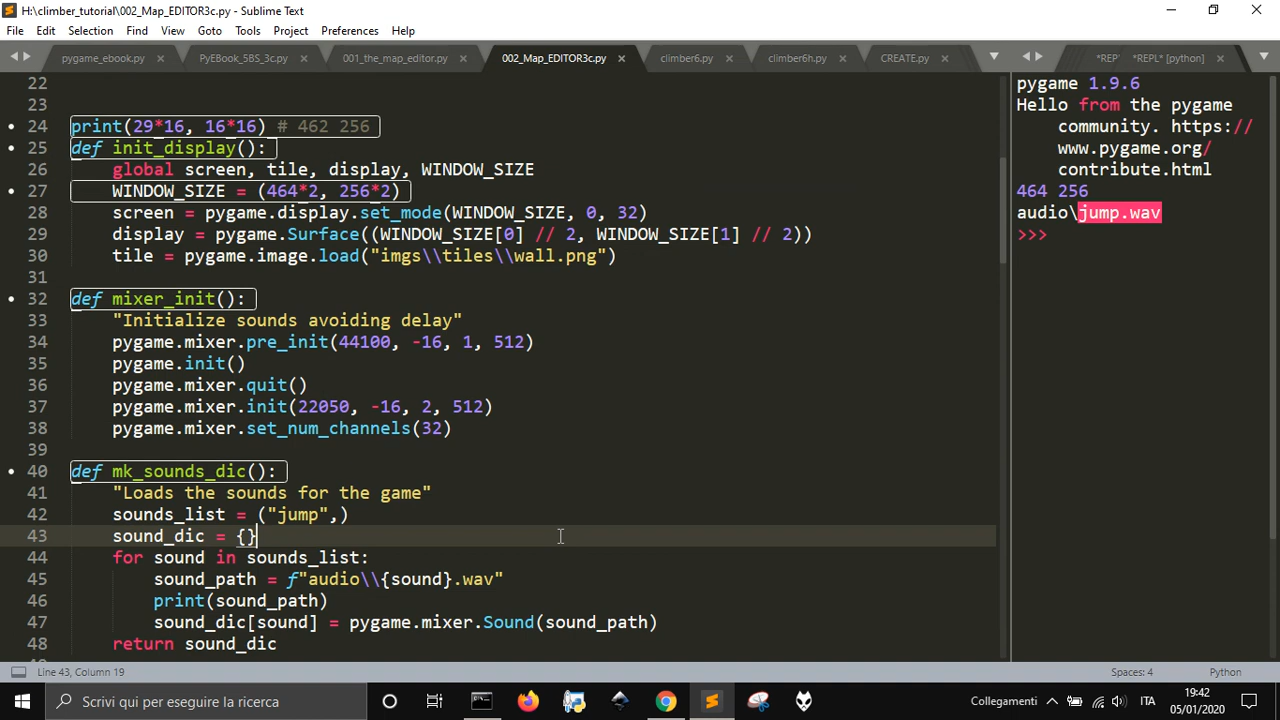 H:\climber_tutorial\002_Map_EDITOR3c.py - Sublime Text
File Edit Selection Find View Goto Tools Project Preferences Help
pygame_ebook.py PyEBook_5BS_3c.py 001_the_map_editor.py 002_Map_EDITOR3c.py climber6.py climber6h.py CREATE.py *REP *REPL* [python]
22
23
24 print(29*16, 16*16) # 462 256
25 def init_display():
26 global screen, tile, display, WINDOW_SIZE
27 WINDOW_SIZE = (464*2, 256*2)
28 screen = pygame.display.set_mode(WINDOW_SIZE, 0, 32)
29 display = pygame.Surface((WINDOW_SIZE[0] // 2, WINDOW_SIZE[1] // 2))
30 tile = pygame.image.load("imgs\\tiles\\wall.png")
31
32 def mixer_init():
33 "Initialize sounds avoiding delay"
34 pygame.mixer.pre_init(44100, -16, 1, 512)
35 pygame.init()
36 pygame.mixer.quit()
37 pygame.mixer.init(22050, -16, 2, 512)
38 pygame.mixer.set_num_channels(32)
39
40 def mk_sounds_dic():
41 "Loads the sounds for the game"
42 sounds_list = ("jump",)
43 sound_dic = {}
44 for sound in sounds_list:
45 sound_path = f"audio\\{sound}.wav"
46 print(sound_path)
47 sound_dic[sound] = pygame.mixer.Sound(sound_path)
48 return sound_dic
pygame 1.9.6
Hello from the pygame
community. https://
www.pygame.org/
contribute.html
464 256
audio\jump.wav
>>>
Line 43, Column 19 Spaces: 4 Python
Scrivi qui per eseguire la ricerca Collegamenti ITA 19:42
05/01/2020